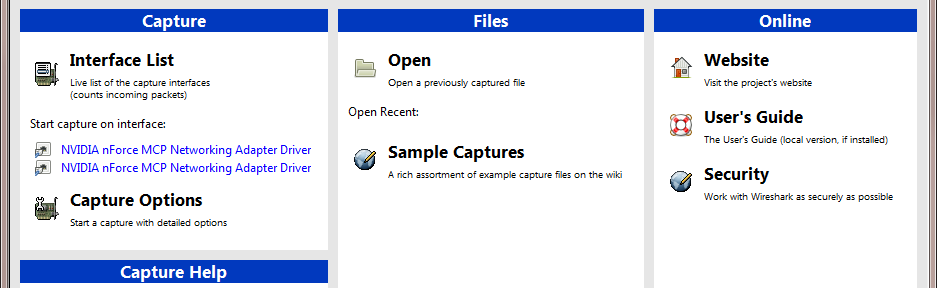 Capture
Interface List
Live list of the capture interfaces
(counts incoming packets)
Start capture on interface:
NVIDIA nForce MCP Networking Adapter Driver
NVIDIA nForce MCP Networking Adapter Driver
Capture Options
Start a capture with detailed options
Capture Help
Files
Open
Open a previously captured file
Open Recent:
Sample Captures
A rich assortment of example capture files on the wiki
Online
Website
Visit the project's website
User's Guide
The User's Guide (local version, if installed)
Security
Work with Wireshark as securely as possible